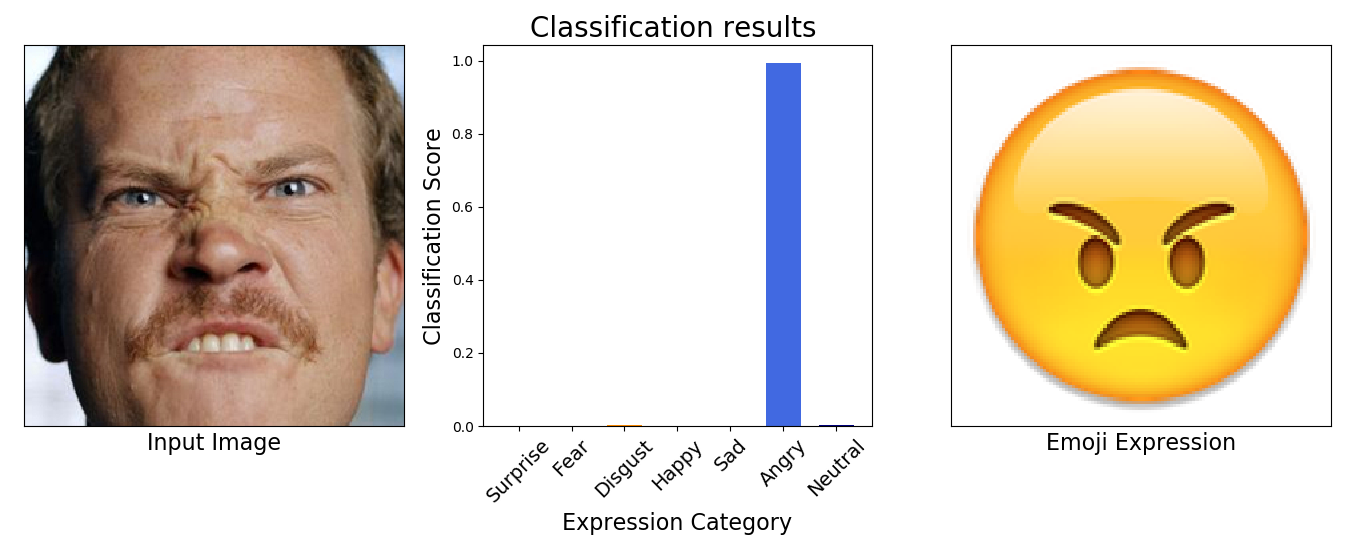 Classification results
Classification Score
1.0
0.8
0.6
0.4
0.2
0.0
Surprise
Fear
Disgust
Happy
Sad
Angry
Neutral
Expression Category
Input Image
Emoji Expression